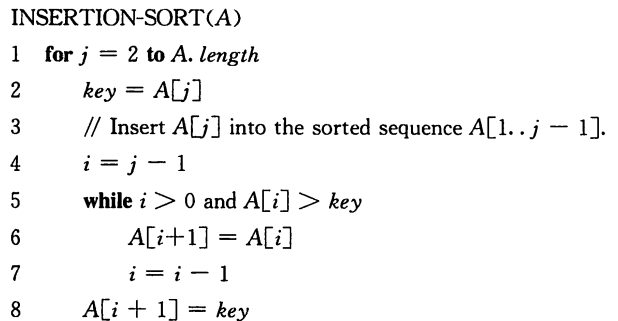 INSERTION-SORT(A)
1 for j = 2 to A. length
2 key = A[j]
3 // Insert A[j] into the sorted sequence A[1..j − 1].
4 i = j − 1
5 while i > 0 and A[i] > key
6 A[i+1] = A[i]
7 i = i − 1
8 A[i + 1] = key